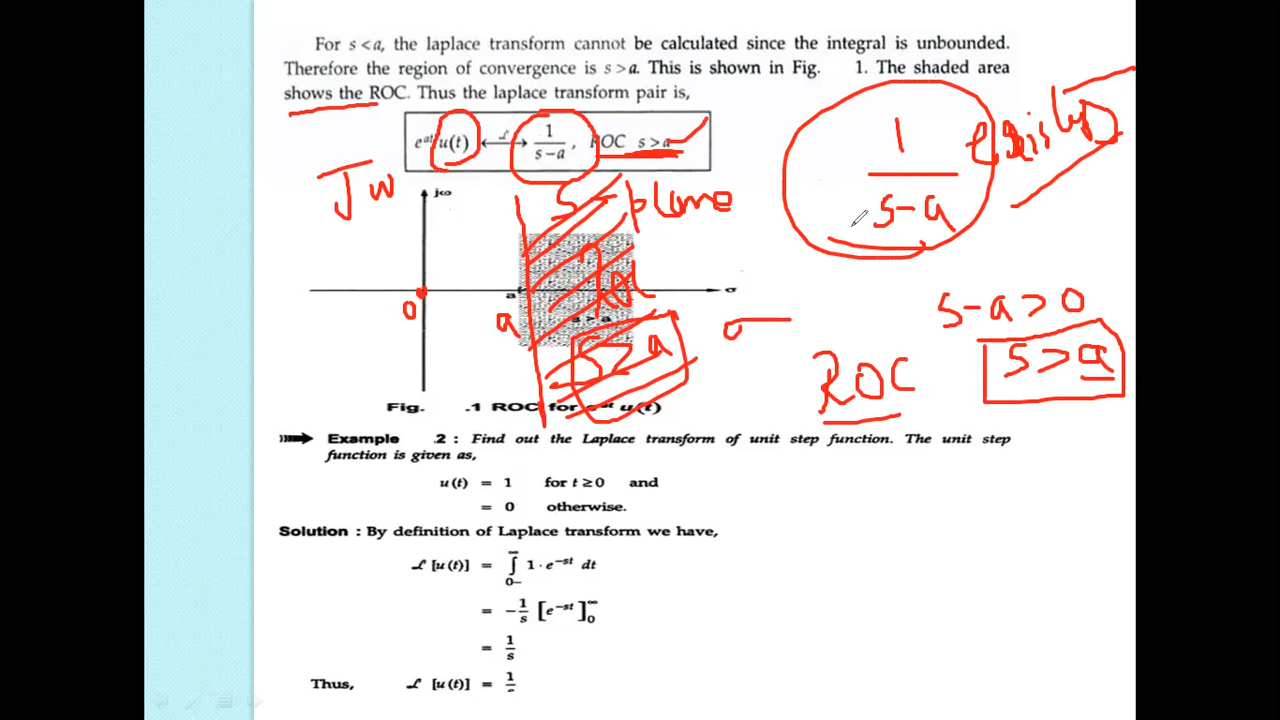 For s < a, the laplace transform cannot be calculated since the integral is unbounded.
Therefore the region of convergence is s > a. This is shown in Fig. 1. The shaded area
shows the ROC. Thus the laplace transform pair is,
e^at u(t) ←ℒ→ 1/(s–a), ROC s > a
1/(s-a)
Jw
S-plane
jω
ROC
0
a
a
σ
s > a
σ
σ > a
s-a > 0
s > a
ROC
Fig. .1 ROC for e^at u(t)
Example .2 : Find out the Laplace transform of unit step function. The unit step
function is given as,
u(t) = 1 for t ≥ 0 and
= 0 otherwise.
Solution : By definition of Laplace transform we have,
ℒ [u(t)] = ∫_0–^∞ 1 · e^–st dt
= –1/s [e^–st]_0^∞
= 1/s
Thus, ℒ [u(t)] = 1/s